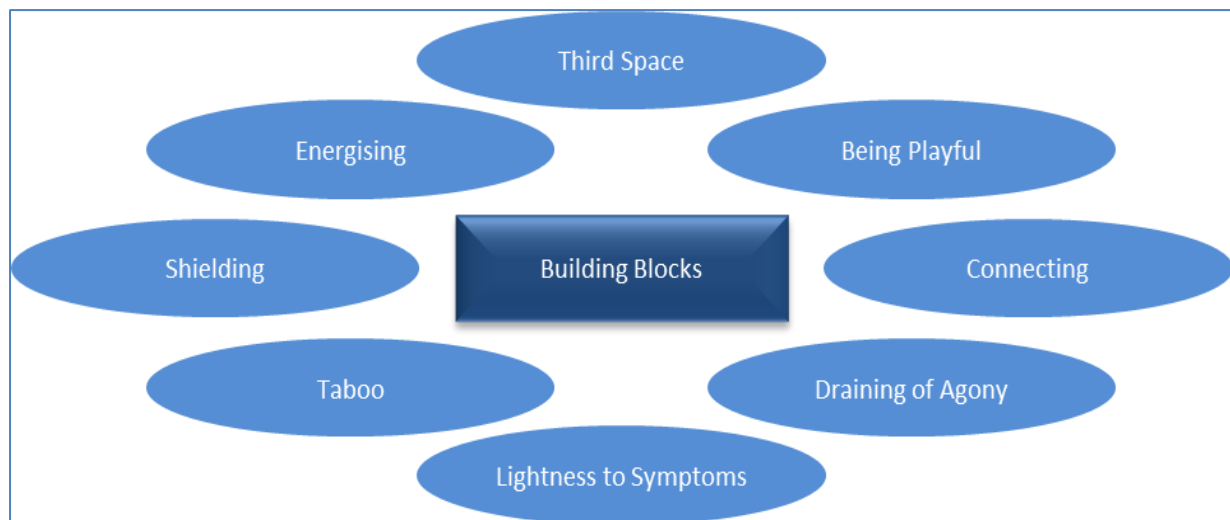 Third Space
Energising
Being Playful
Shielding
Building Blocks
Connecting
Taboo
Draining of Agony
Lightness to Symptoms